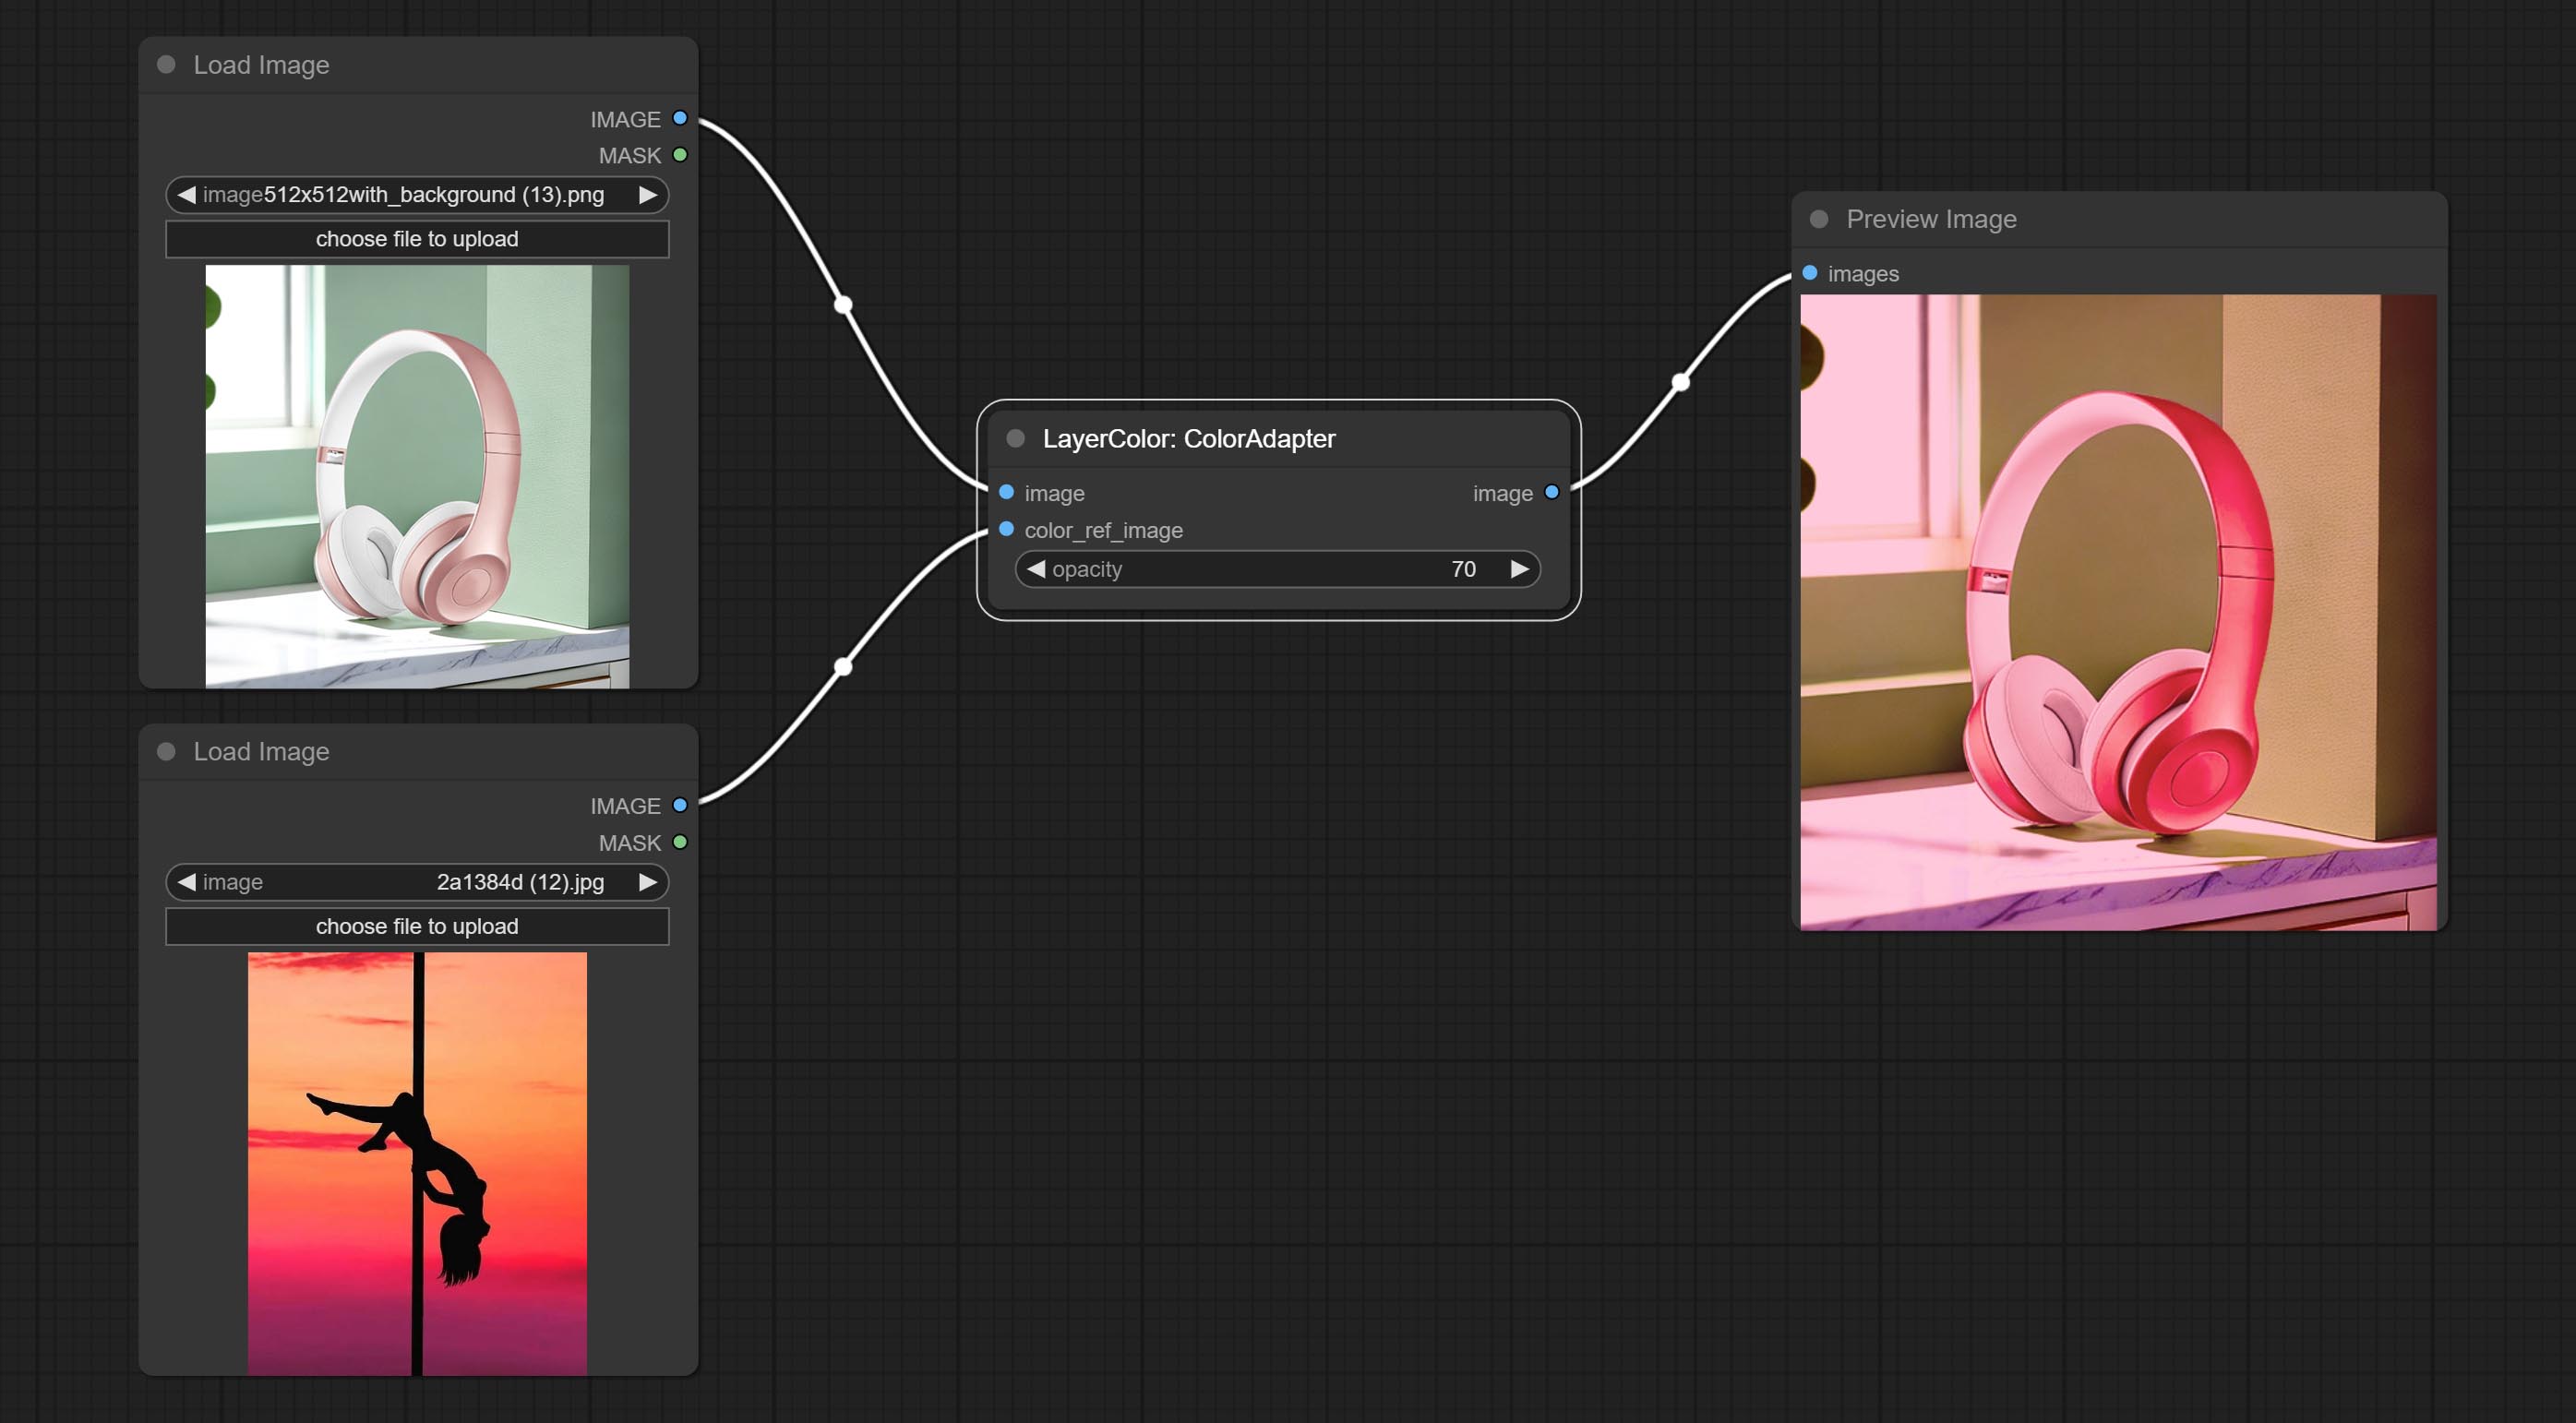 Load Image
IMAGE
MASK
image512x512with_background (13).png
choose file to upload
Load Image
IMAGE
MASK
image 2a1384d (12).jpg
choose file to upload
LayerColor: ColorAdapter
image image
color_ref_image
opacity 70
Preview Image
images